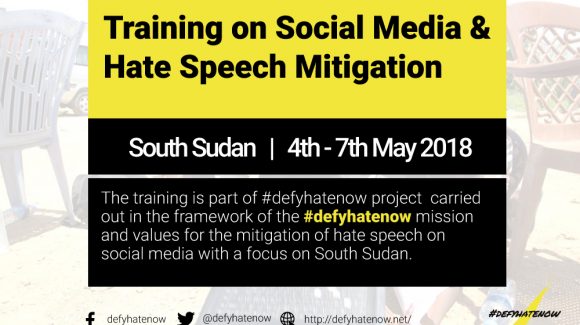 Training on Social Media &
Hate Speech Mitigation
South Sudan | 4th - 7th May 2018
The training is part of #defyhatenow project carried
out in the framework of the #defyhatenow mission
and values for the mitigation of hate speech on
social media with a focus on South Sudan.
defyhatenow @defyhatenow http://defyhatenow.net/ #DEFYHATENOW